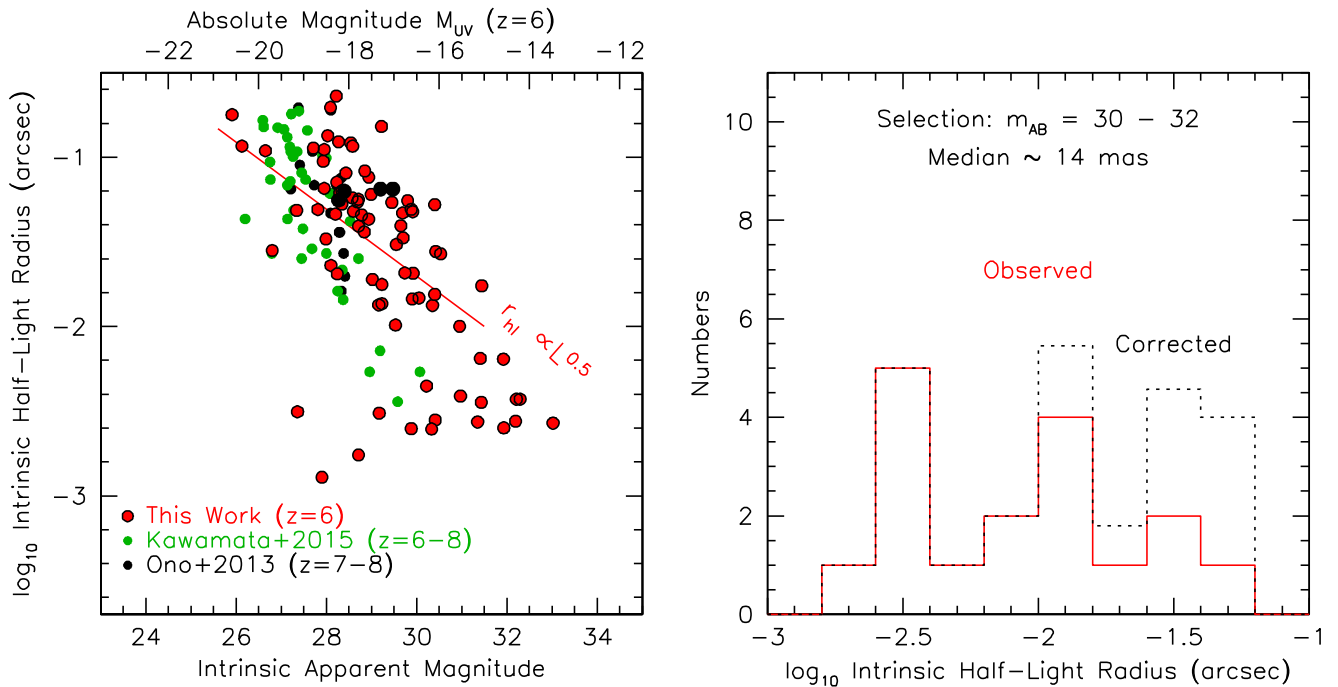 Absolute Magnitude M_UV (z=6)
−22 −20 −18 −16 −14 −12
log₁₀ Intrinsic Half−Light Radius (arcsec)
−1
−2
−3
r_hl ∝ L^0.5
This Work (z=6)
Kawamata+2015 (z=6−8)
Ono+2013 (z=7−8)
24 26 28 30 32 34
Intrinsic Apparent Magnitude
Numbers
10
8
6
4
2
0
Selection: m_AB = 30 − 32
Median ~ 14 mas
Observed
Corrected
−3 −2.5 −2 −1.5 −1
log₁₀ Intrinsic Half−Light Radius (arcsec)